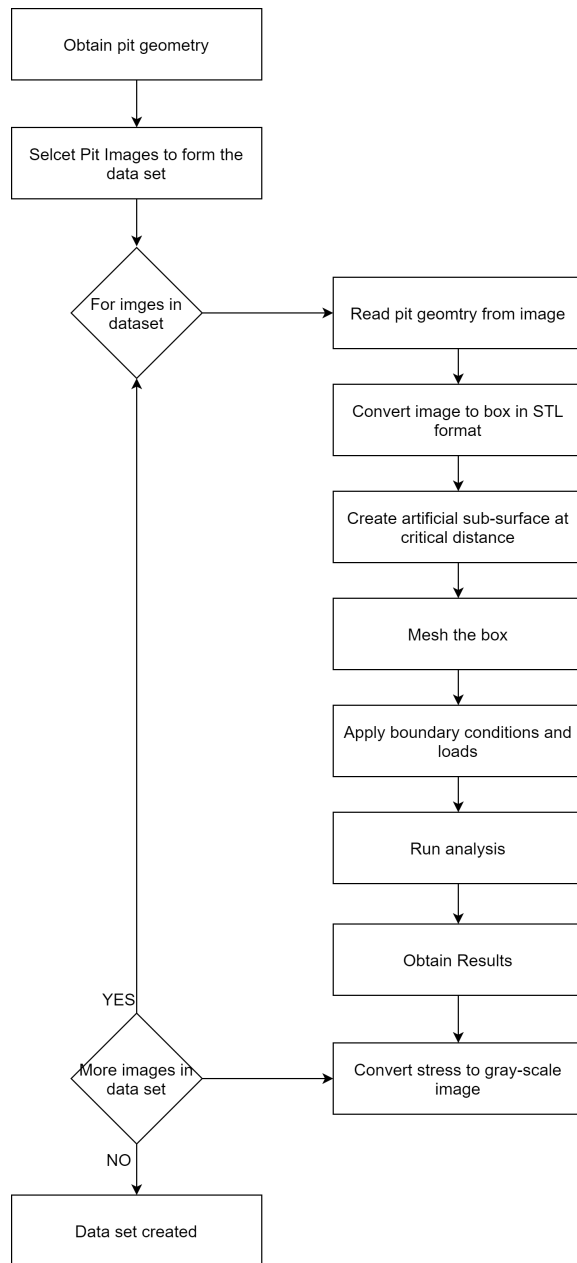 Obtain pit geometry
Selcet Pit Images to form the
data set
For imges in
dataset
Read pit geomtry from image
Convert image to box in STL
format
Create artificial sub-surface at
critical distance
Mesh the box
Apply boundary conditions and
loads
Run analysis
Obtain Results
Convert stress to gray-scale
image
YES
More images in
data set
NO
Data set created